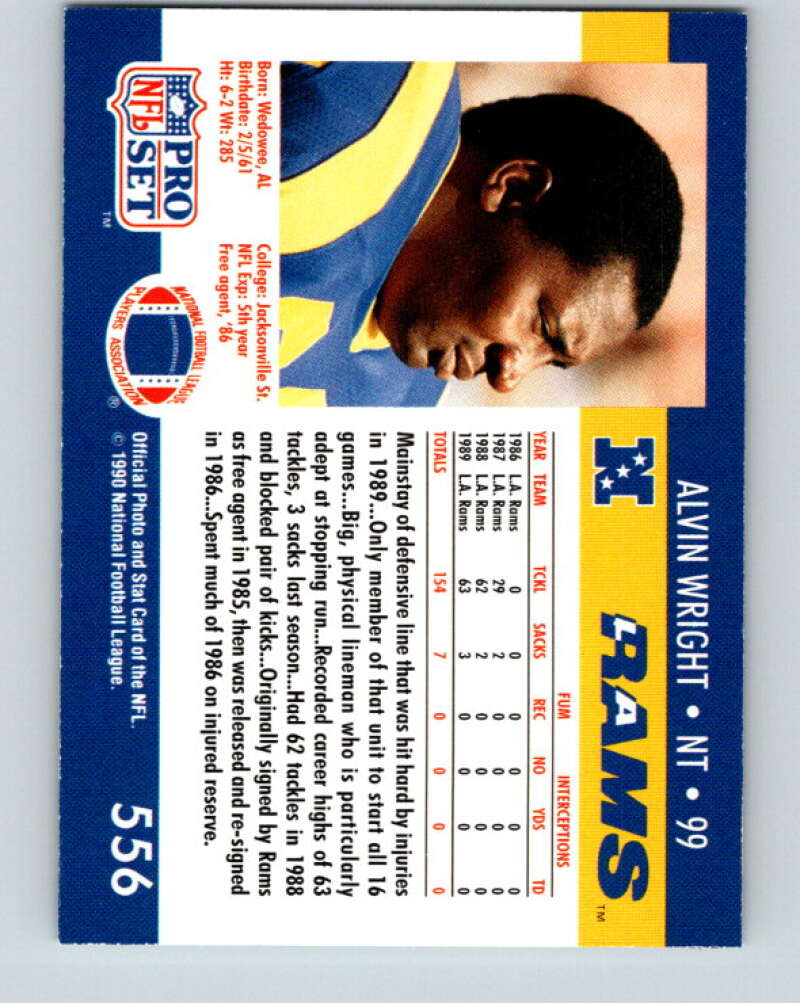 ALVIN WRIGHT • NT • 99
N
L.A. RAMS™
FUM INTERCEPTIONS
YEAR TEAM TCKL SACKS REC NO YDS TD
1986 L.A. Rams 0 0 0 0 0 0
1987 L.A. Rams 29 2 0 0 0 0
1988 L.A. Rams 62 2 0 0 0 0
1989 L.A. Rams 63 3 0 0 0 0
TOTALS 154 7 0 0 0 0
Mainstay of defensive line that was hit hard by injuries
in 1989...Only member of that unit to start all 16
games...Big, physical lineman who is particularly
adept at stopping run...Recorded career highs of 63
tackles, 3 sacks last season...Had 62 tackles in 1988
and blocked pair of kicks...Originally signed by Rams
as free agent in 1985, then was released and re-signed
in 1986...Spent much of 1986 on injured reserve.
Born: Wedowee, AL
Birthdate: 2/5/61
Ht: 6-2 Wt: 285
College: Jacksonville St.
NFL Exp: 5th year
Free agent, '86
NFL
PRO
SET
™
NATIONAL FOOTBALL LEAGUE
PLAYERS ASSOCIATION
®
Official Photo and Stat Card of the NFL.
© 1990 National Football League.
556